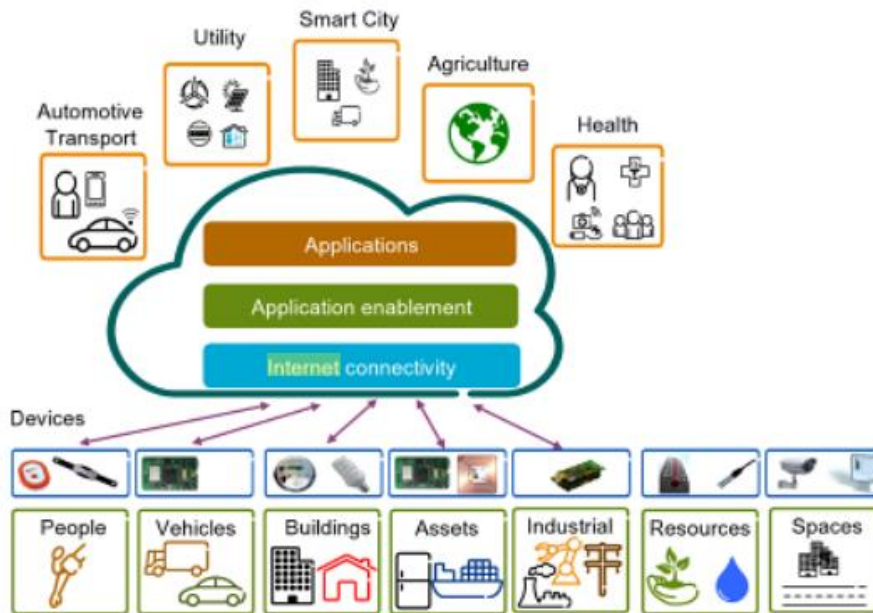 Smart City
Utility
Agriculture
Automotive
Transport
Health
Applications
Application enablement
Internet connectivity
Devices
People
Vehicles
Buildings
Assets
Industrial
Resources
Spaces